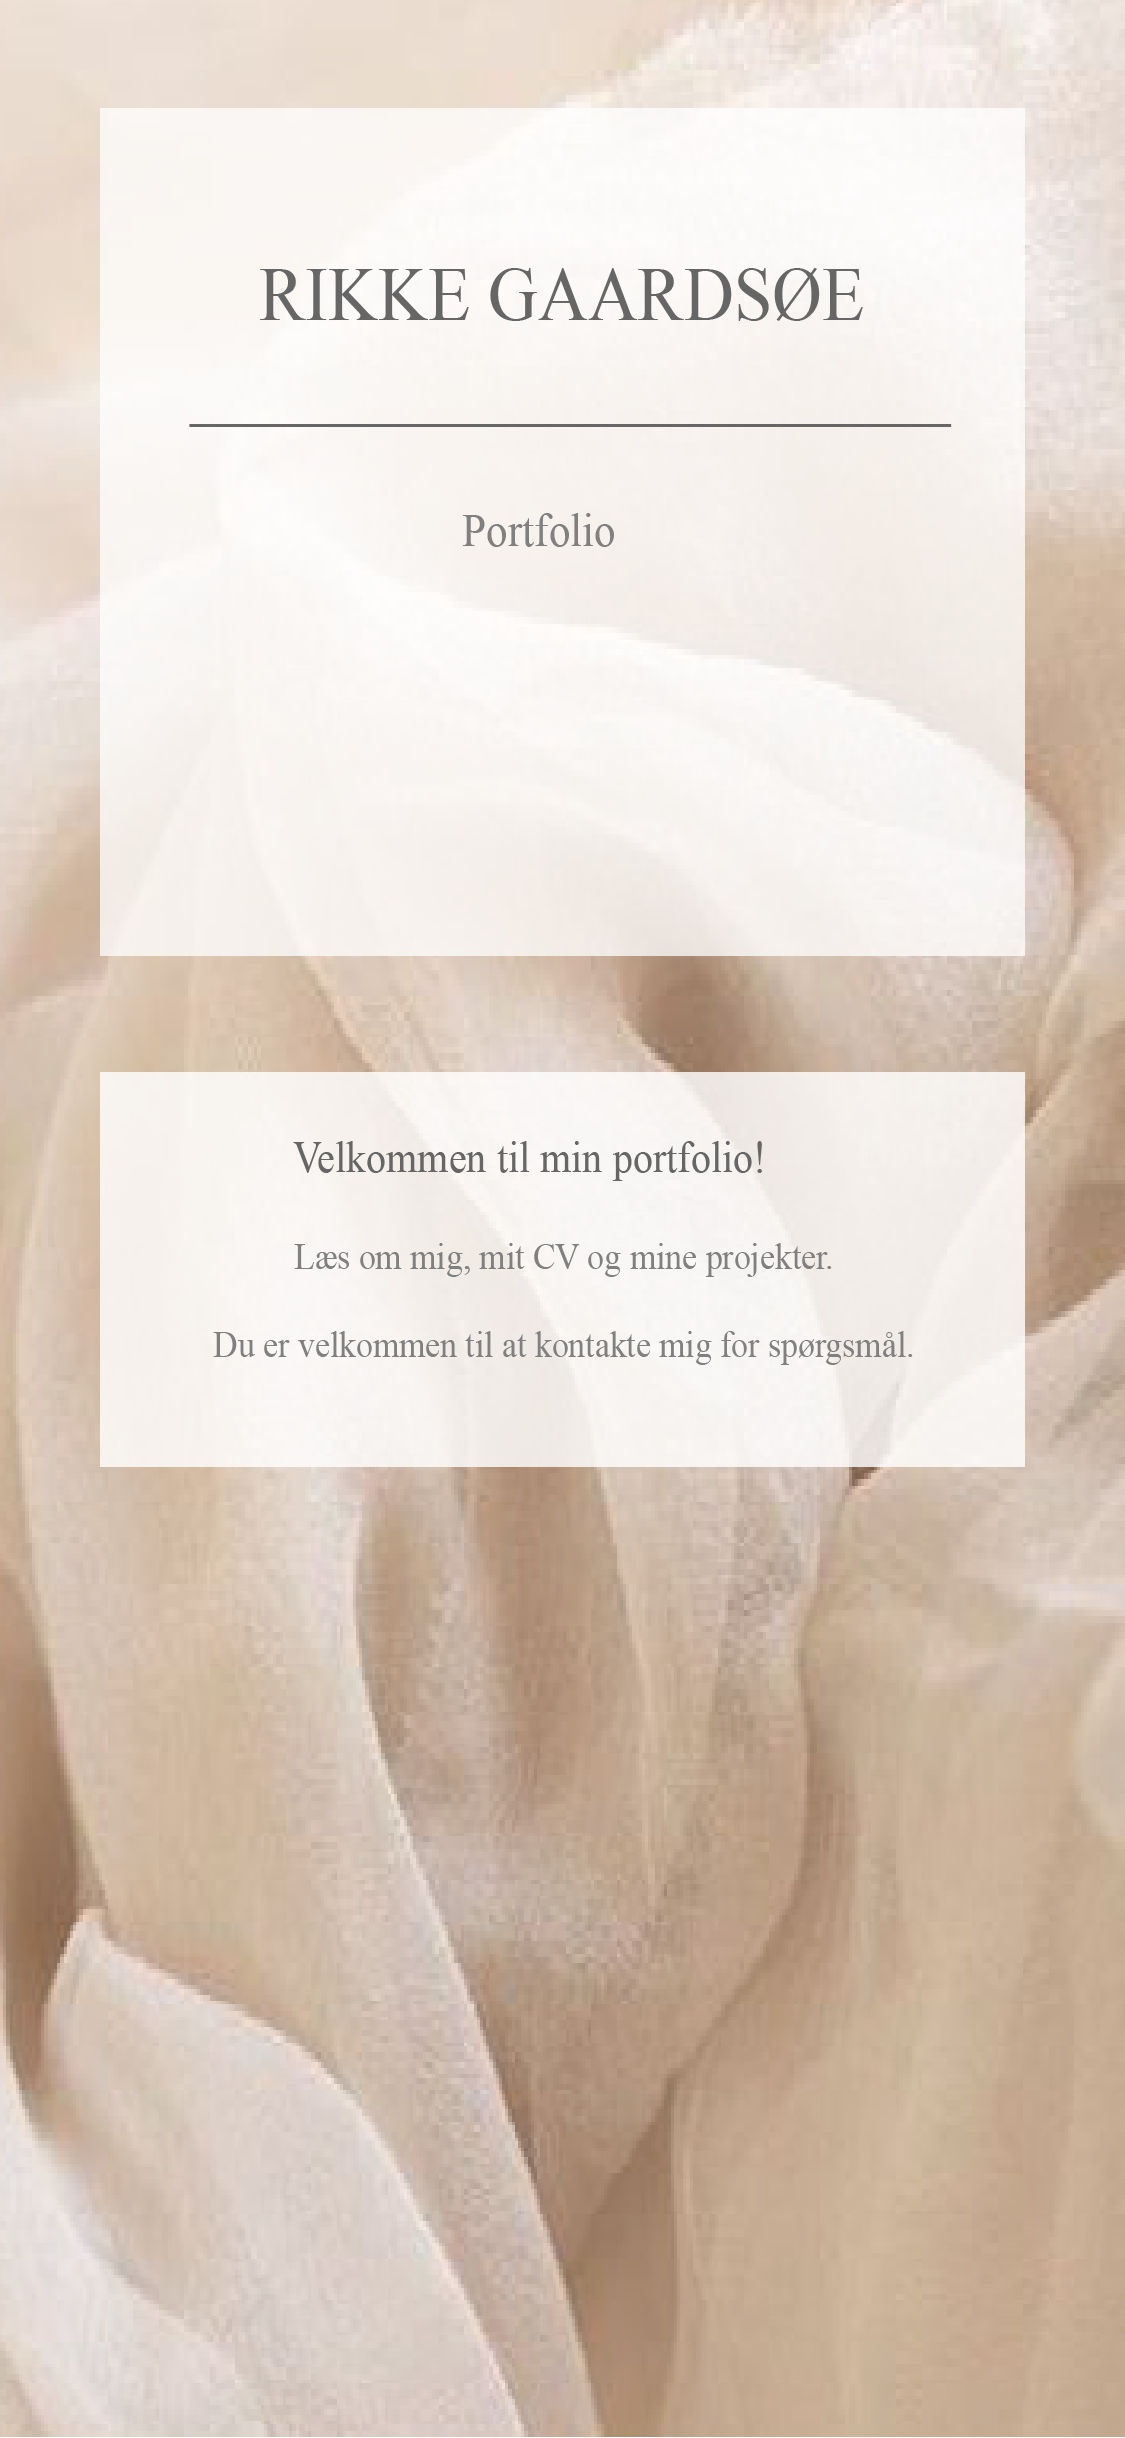 RIKKE GAARDSØE
Portfolio
Velkommen til min portfolio!
Læs om mig, mit CV og mine projekter.
Du er velkommen til at kontakte mig for spørgsmål.